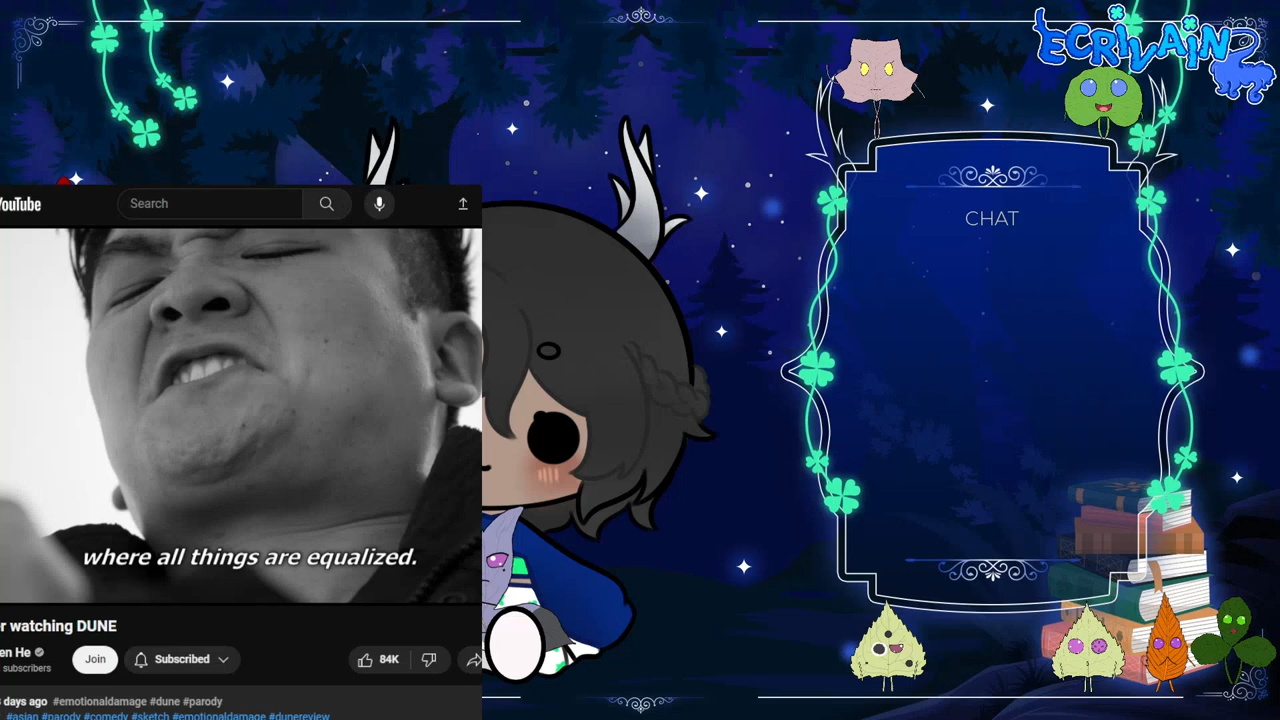 ECRIVAIN
YouTube
Search
CHAT
where all things are equalized.
r watching DUNE
en He
subscribers
Join
Subscribed
84K
days ago #emotionaldamage #dune #parody
#asian #parody #comedy #sketch #emotionaldamage #dunereview